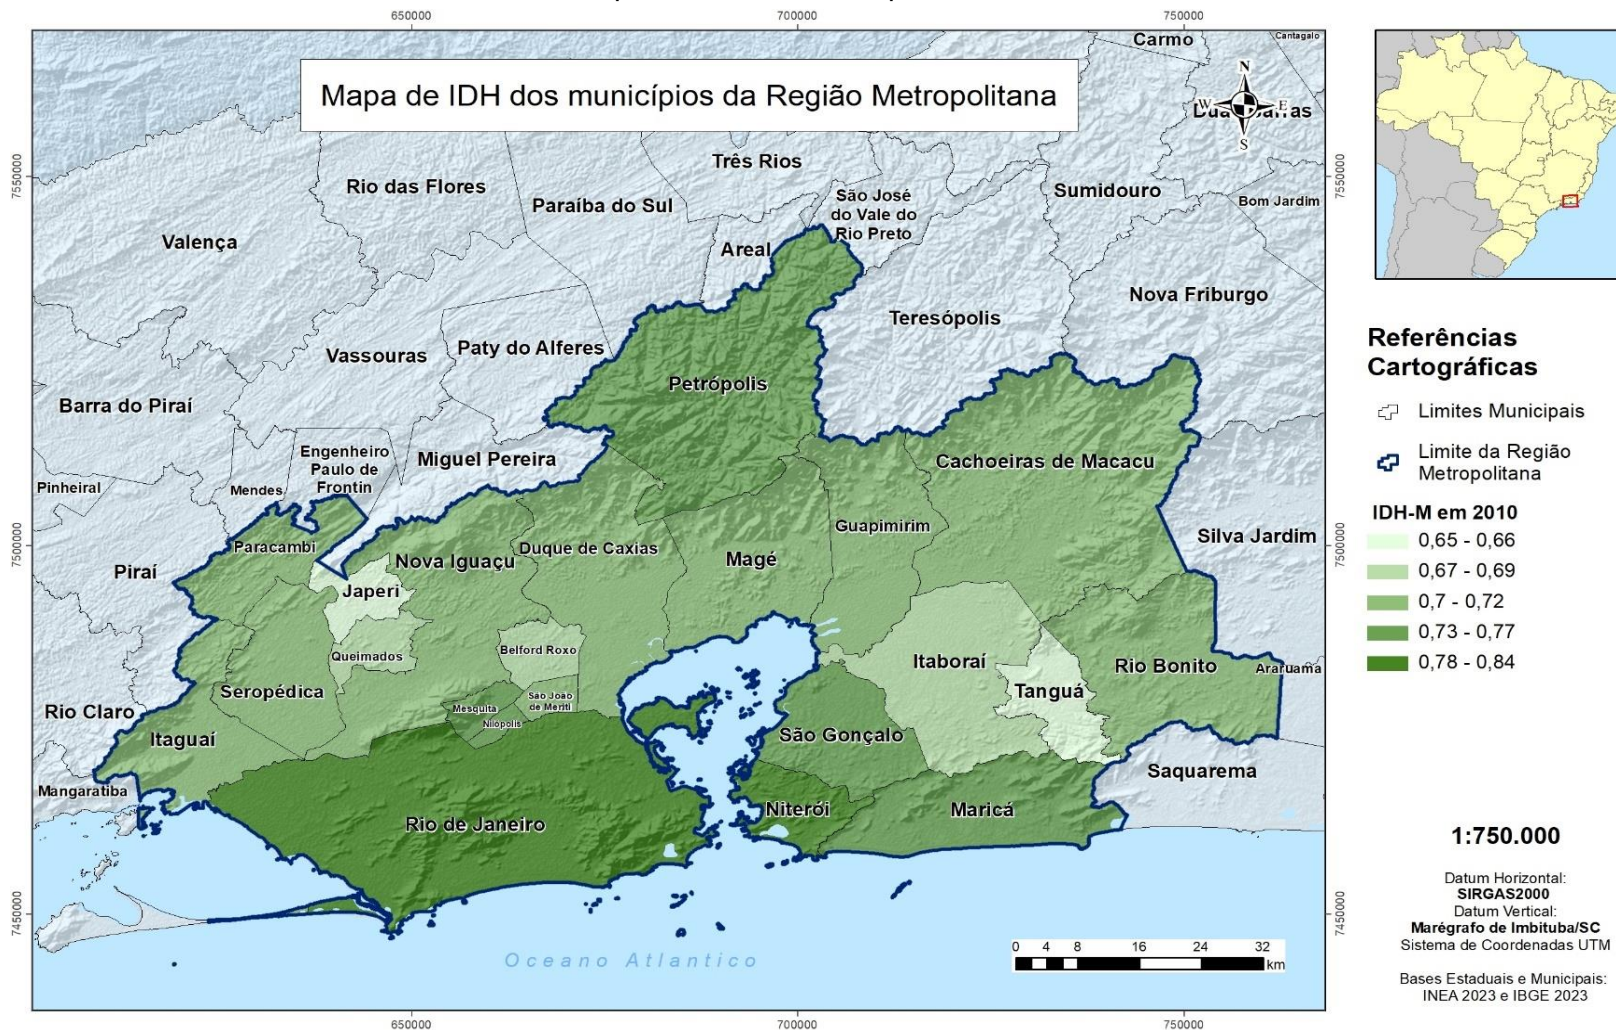 650000
700000
750000
Carmo
Cantagalo
Mapa de IDH dos municípios da Região Metropolitana
N
W
E
S
7550000
7550000
Três Rios
Rio das Flores
São José
do Vale do
Rio Preto
Sumidouro
Bom Jardim
Paraíba do Sul
Valença
Areal
Nova Friburgo
Teresópolis
Vassouras
Paty do Alferes
Petrópolis
Barra do Piraí
Engenheiro
Paulo de
Frontin
Miguel Pereira
Cachoeiras de Macacu
Pinheiral
Mendes
Guapimirim
Silva Jardim
7500000
7500000
Paracambi
Nova Iguaçu
Duque de Caxias
Magé
Piraí
Japeri
Queimados
Belford Roxo
Itaboraí
Rio Bonito
Araruama
Seropédica
Tanguá
São João
de Meriti
Mesquita
Nilópolis
Rio Claro
Itaguaí
São Gonçalo
Saquarema
Mangaratiba
Niterói
Maricá
Rio de Janeiro
7450000
7450000
Oceano Atlantico
0 4 8 16 24 32
km
650000
700000
750000
Referências
Cartográficas
Limites Municipais
Limite da Região
Metropolitana
IDH-M em 2010
0,65 - 0,66
0,67 - 0,69
0,7 - 0,72
0,73 - 0,77
0,78 - 0,84
1:750.000
Datum Horizontal:
SIRGAS2000
Datum Vertical:
Marégrafo de Imbituba/SC
Sistema de Coordenadas UTM
Bases Estaduais e Municipais:
INEA 2023 e IBGE 2023